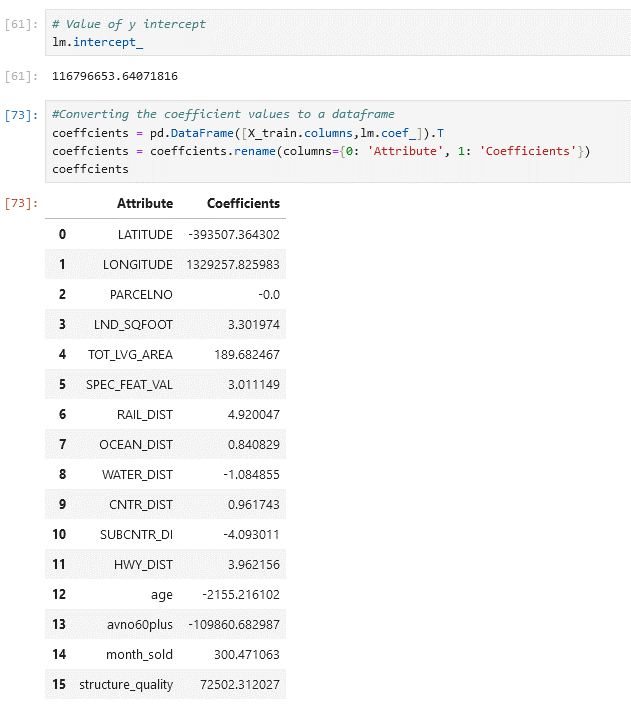 [61]: # Value of y intercept
lm.intercept_
[61]: 116796653.64071816
[73]: #Converting the coefficient values to a dataframe
coeffcients = pd.DataFrame([X_train.columns,lm.coef_]).T
coeffcients = coeffcients.rename(columns={0: 'Attribute', 1: 'Coefficients'})
coeffcients
[73]: Attribute Coefficients
0 LATITUDE -393507.364302
1 LONGITUDE 1329257.825983
2 PARCELNO -0.0
3 LND_SQFOOT 3.301974
4 TOT_LVG_AREA 189.682467
5 SPEC_FEAT_VAL 3.011149
6 RAIL_DIST 4.920047
7 OCEAN_DIST 0.840829
8 WATER_DIST -1.084855
9 CNTR_DIST 0.961743
10 SUBCNTR_DI -4.093011
11 HWY_DIST 3.962156
12 age -2155.216102
13 avno60plus -109860.682987
14 month_sold 300.471063
15 structure_quality 72502.312027